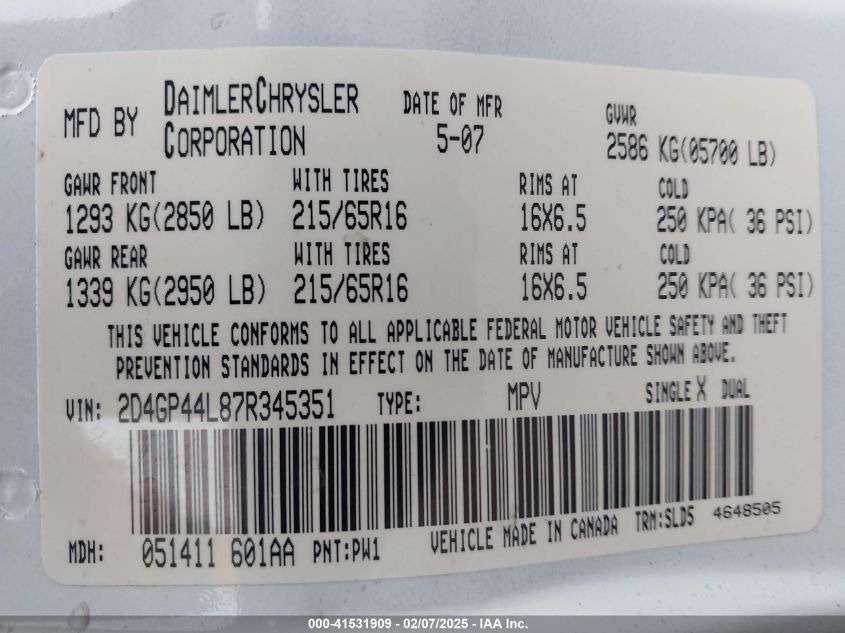 MFD BY DAIMLERCHRYSLER CORPORATION DATE OF MFR 5-07 GVWR 2586 KG(05700 LB)
GAWR FRONT WITH TIRES RIMS AT COLD
1293 KG(2850 LB) 215/65R16 16X6.5 250 KPA( 36 PSI)
GAWR REAR WITH TIRES RIMS AT COLD
1339 KG(2950 LB) 215/65R16 16X6.5 250 KPA( 36 PSI)
THIS VEHICLE CONFORMS TO ALL APPLICABLE FEDERAL MOTOR VEHICLE SAFETY AND THEFT
PREVENTION STANDARDS IN EFFECT ON THE DATE OF MANUFACTURE SHOWN ABOVE.
VIN: 2D4GP44L87R345351 TYPE: MPV SINGLE X DUAL
MDH: 051411 601AA PNT:PW1 VEHICLE MADE IN CANADA TRM:SLD5 4648505
000-41531909 - 02/07/2025 - IAA Inc.